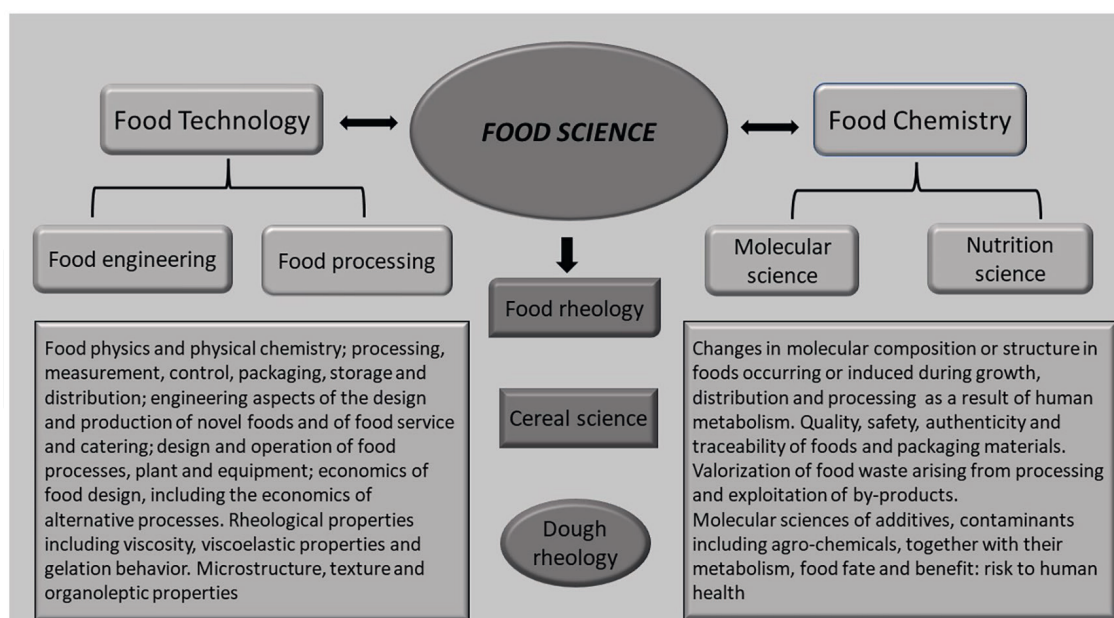 FOOD SCIENCE
Food Technology
Food engineering
Food processing
Food physics and physical chemistry; processing,
measurement, control, packaging, storage and
distribution; engineering aspects of the design
and production of novel foods and of food service
and catering; design and operation of food
processes, plant and equipment; economics of
food design, including the economics of
alternative processes. Rheological properties
including viscosity, viscoelastic properties and
gelation behavior. Microstructure, texture and
organoleptic properties
Food rheology
Cereal science
Dough
rheology
Food Chemistry
Molecular
science
Nutrition
science
Changes in molecular composition or structure in
foods occurring or induced during growth,
distribution and processing as a result of human
metabolism. Quality, safety, authenticity and
traceability of foods and packaging materials.
Valorization of food waste arising from processing
and exploitation of by-products.
Molecular sciences of additives, contaminants
including agro-chemicals, together with their
metabolism, food fate and benefit: risk to human
health